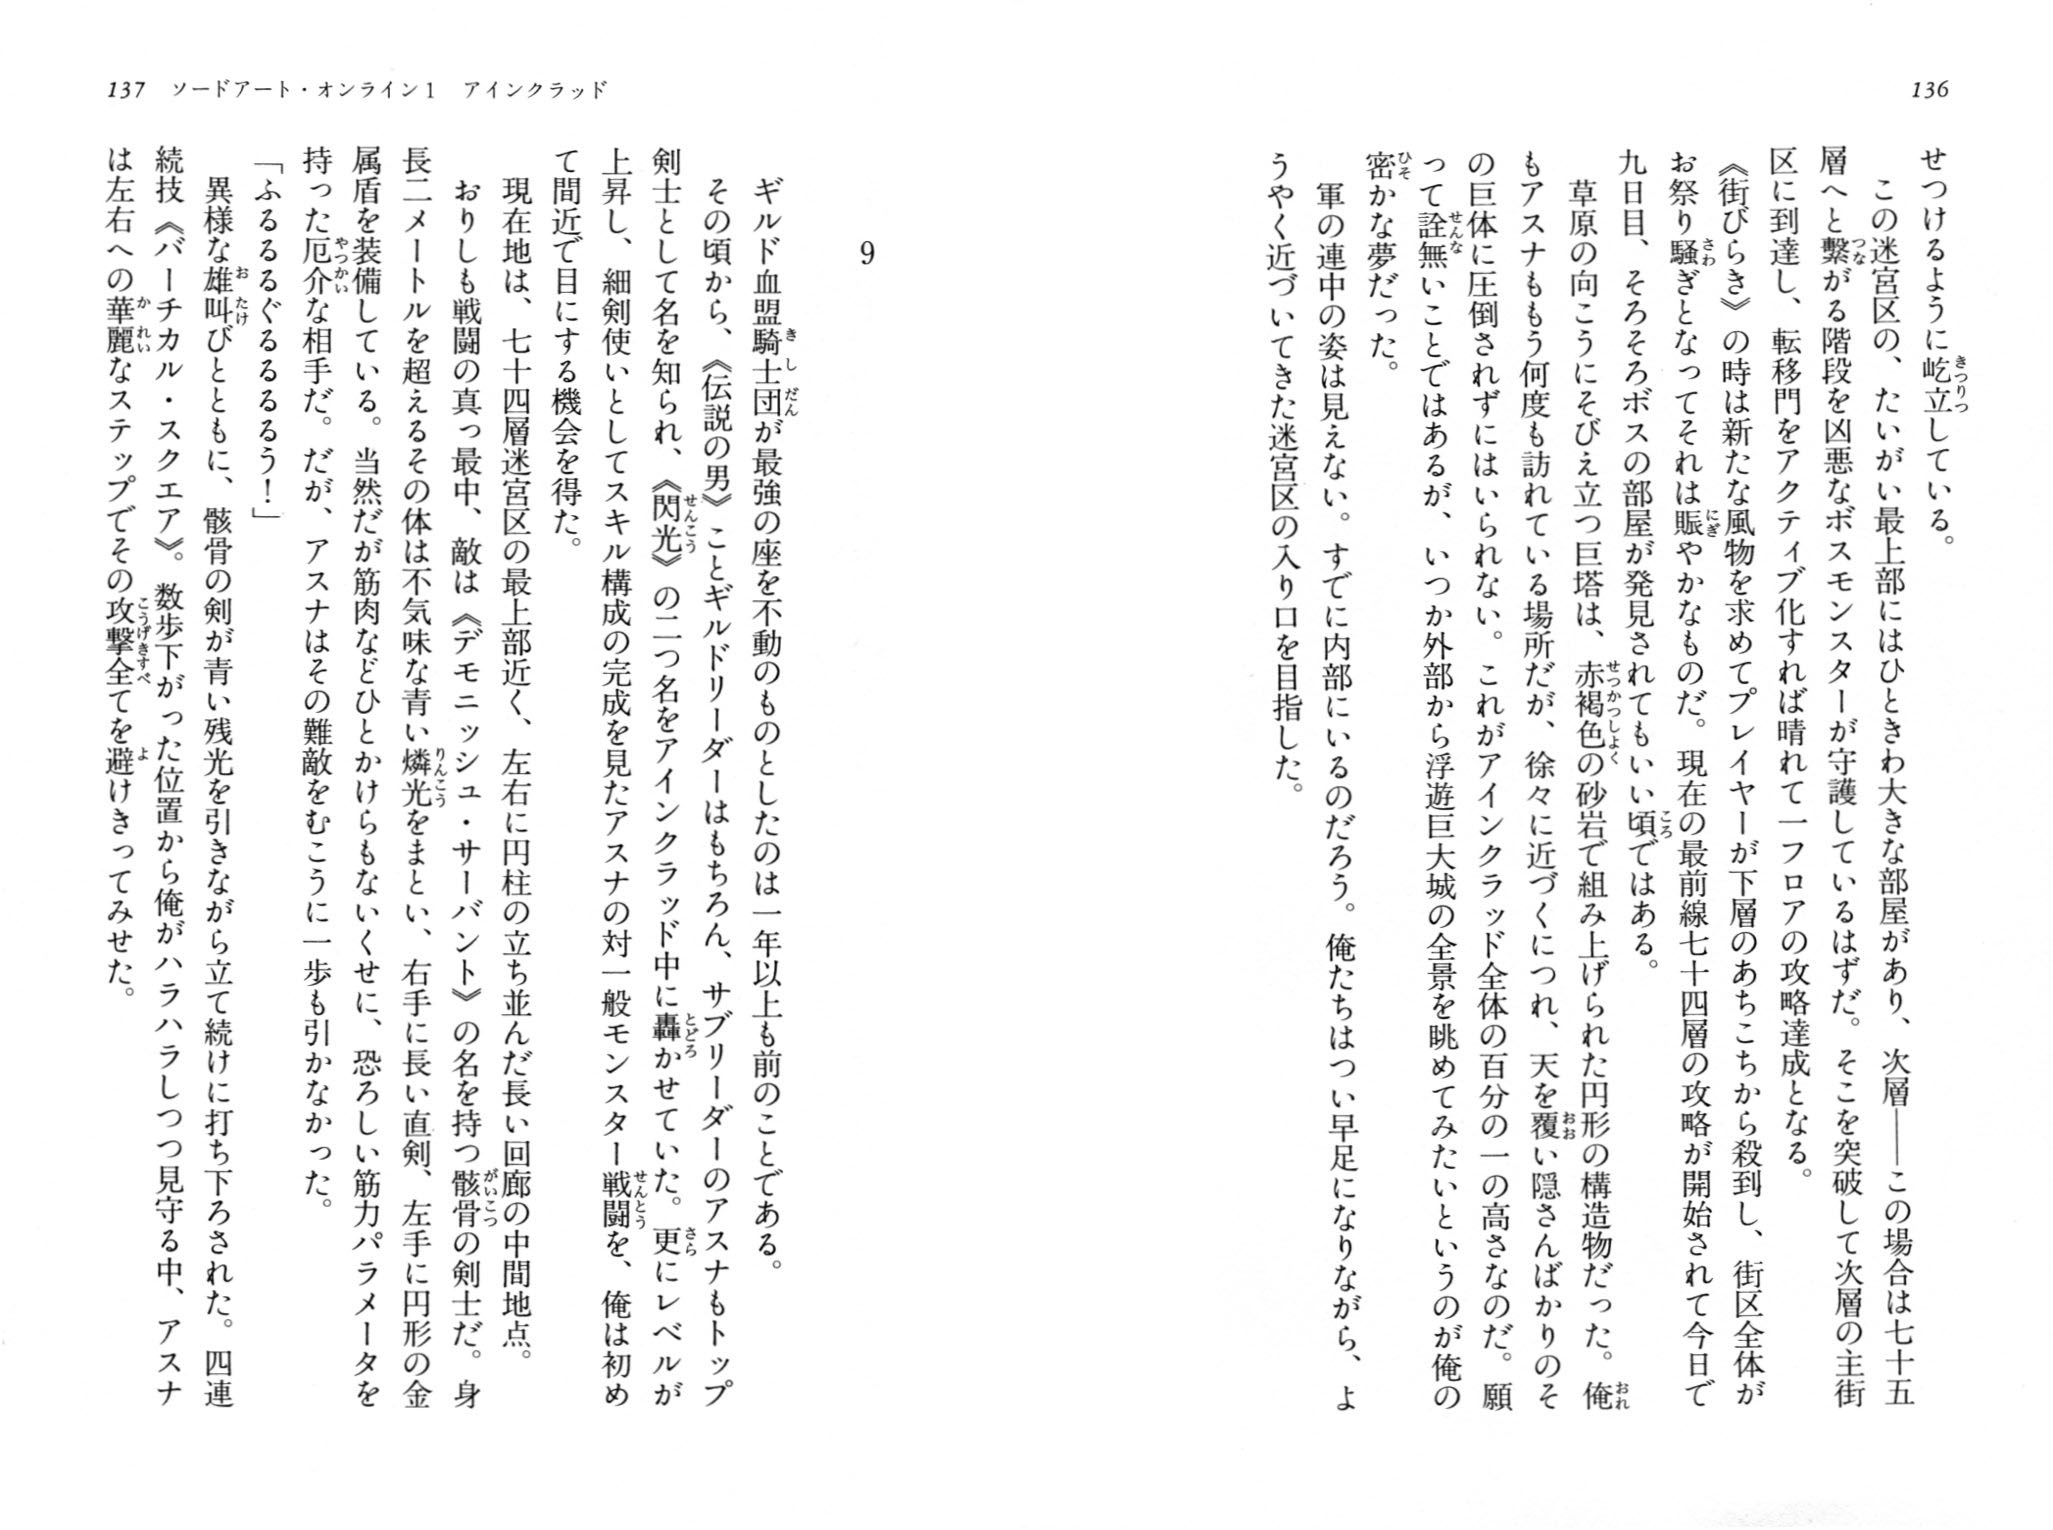 136
せつけるように屹立している。
　この迷宮区の、たいがい最上部にはひときわ大きな部屋があり、次層――この場合は七十五
層へと繫がる階段を凶悪なボスモンスターが守護しているはずだ。そこを突破して次層の主街
区に到達し、転移門をアクティブ化すれば晴れて一フロアの攻略達成となる。
《街びらき》の時は新たな風物を求めてプレイヤーが下層のあちこちから殺到し、街区全体が
お祭り騒ぎとなってそれは賑やかなものだ。現在の最前線七十四層の攻略が開始されて今日で
九日目、そろそろボスの部屋が発見されてもいい頃ではある。
　草原の向こうにそびえ立つ巨塔は、赤褐色の砂岩で組み上げられた円形の構造物だった。俺
もアスナももう何度も訪れている場所だが、徐々に近づくにつれ、天を覆い隠さんばかりのそ
の巨体に圧倒されずにはいられない。これがアインクラッド全体の百分の一の高さなのだ。願
って詮無いことではあるが、いつか外部から浮遊巨大城の全景を眺めてみたいというのが俺の
密かな夢だった。
　軍の連中の姿は見えない。すでに内部にいるのだろう。俺たちはつい早足になりながら、よ
うやく近づいてきた迷宮区の入り口を目指した。
137　ソードアート・オンライン1　アインクラッド
9
　ギルド血盟騎士団が最強の座を不動のものとしたのは一年以上も前のことである。
　その頃から、《伝説の男》ことギルドリーダーはもちろん、サブリーダーのアスナもトップ
剣士として名を知られ、《閃光》の二つ名をアインクラッド中に轟かせていた。更にレベルが
上昇し、細剣使いとしてスキル構成の完成を見たアスナの対一般モンスター戦闘を、俺は初め
て間近で目にする機会を得た。
　現在地は、七十四層迷宮区の最上部近く、左右に円柱の立ち並んだ長い回廊の中間地点。
　おりしも戦闘の真っ最中、敵は《デモニッシュ・サーバント》の名を持つ骸骨の剣士だ。身
長二メートルを超えるその体は不気味な青い燐光をまとい、右手に長い直剣、左手に円形の金
属盾を装備している。当然だが筋肉などひとかけらもないくせに、恐ろしい筋力パラメータを
持った厄介な相手だ。だが、アスナはその難敵をむこうに一歩も引かなかった。
「ふるるるぐるるるるう！」
　異様な雄叫びとともに、骸骨の剣が青い残光を引きながら立て続けに打ち下ろされた。四連
続技《バーチカル・スクエア》。数歩下がった位置から俺がハラハラしつつ見守る中、アスナ
は左右への華麗なステップでその攻撃全てを避けきってみせた。